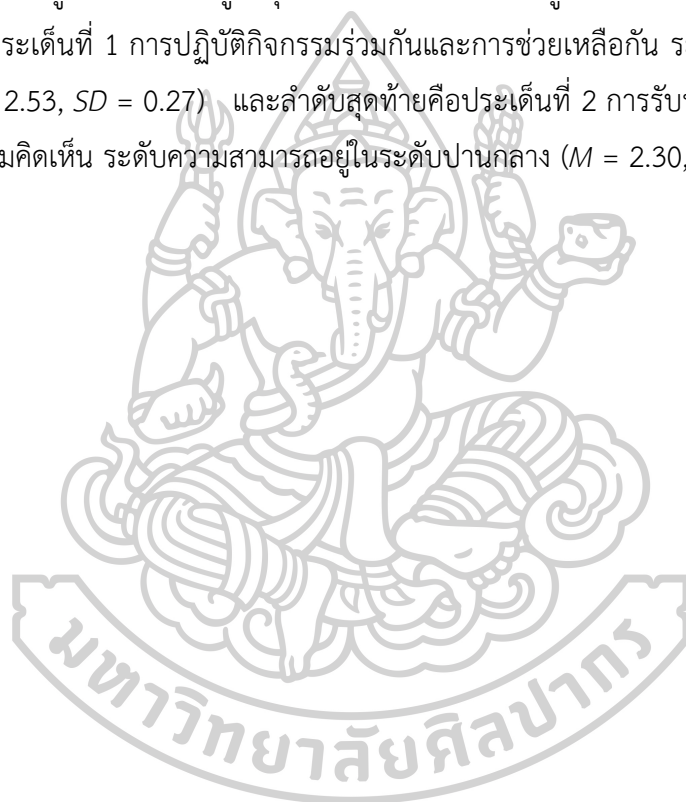 ระเด็นที่ 1 การปฏิบัติกิจกรรมร่วมกันและการช่วยเหลือกัน
2.53, SD = 0.27) และลำดับสุดท้ายคือประเด็นที่ 2
มคิดเห็น ระดับความสามารถอยู่ในระดับปานกลาง (M = 2.30,
มหาวิทยาลัยศิลปากร